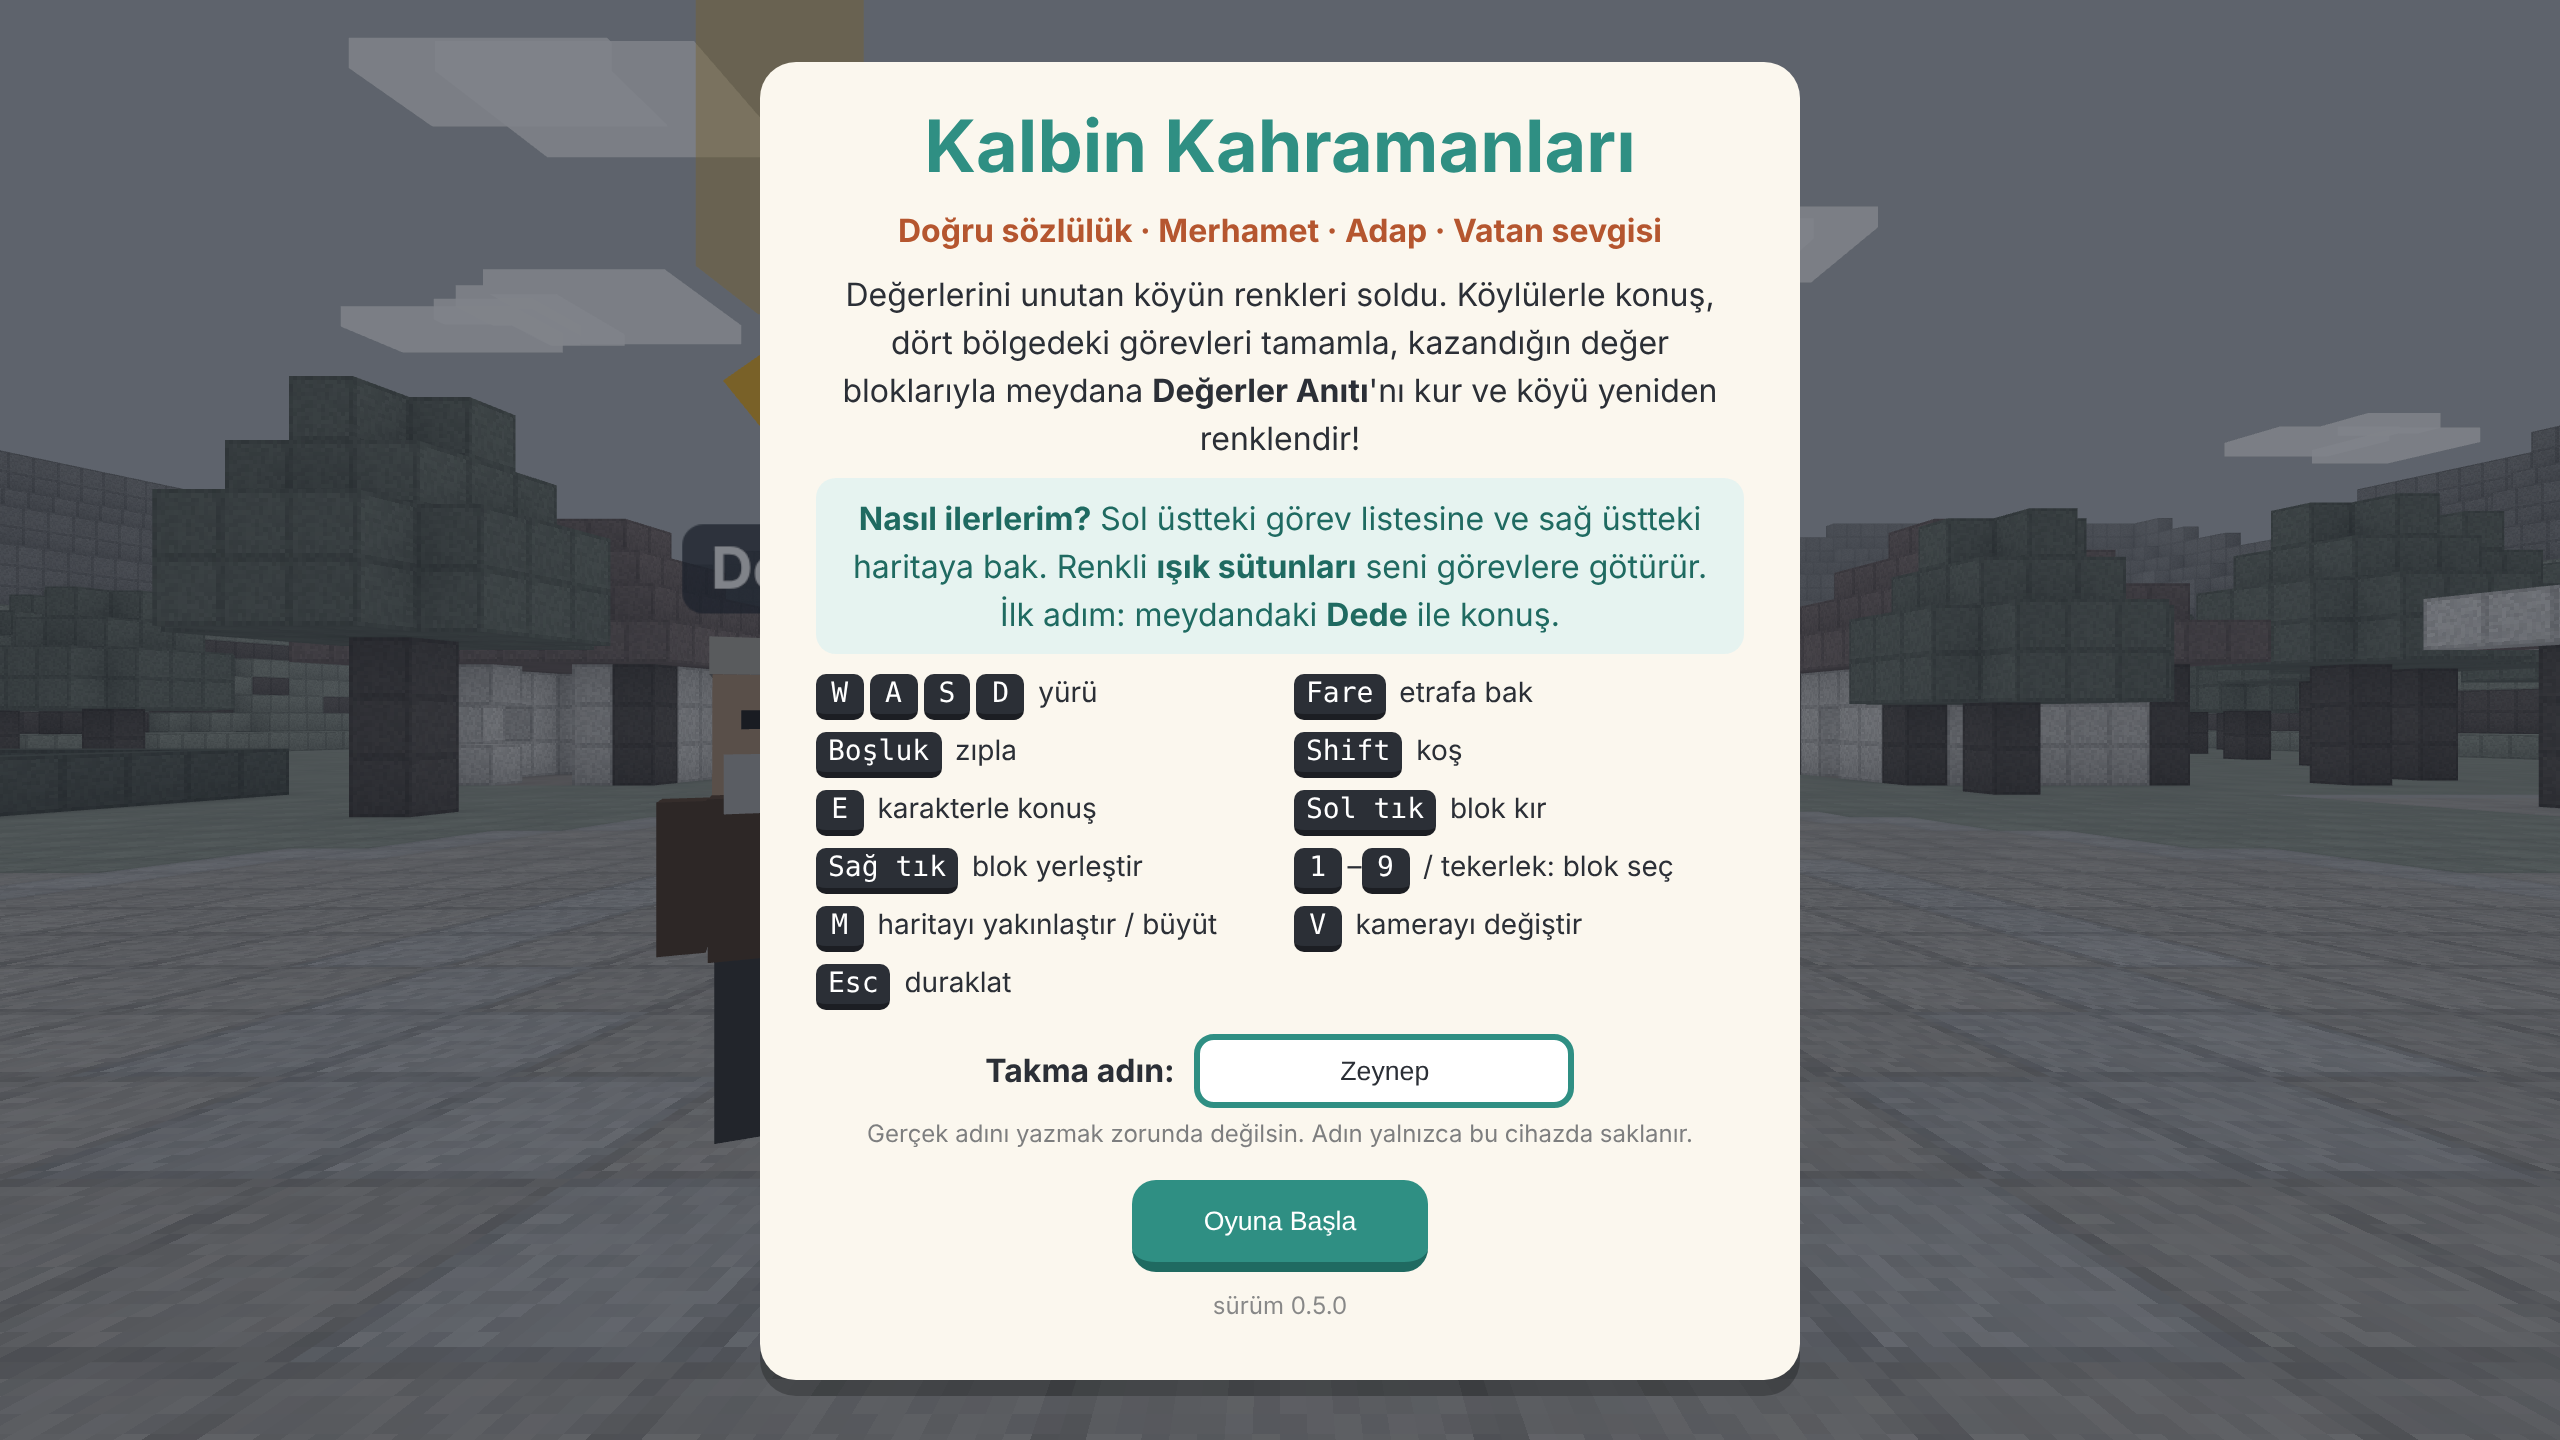 Kalbin Kahramanları
Doğru sözlülük · Merhamet · Adap · Vatan sevgisi
Değerlerini unutan köyün renkleri soldu. Köylülerle konuş,
dört bölgedeki görevleri tamamla, kazandığın değer
bloklarıyla meydana Değerler Anıtı'nı kur ve köyü yeniden
renklendir!
Nasıl ilerlerim? Sol üstteki görev listesine ve sağ üstteki
haritaya bak. Renkli ışık sütunları seni görevlere götürür.
İlk adım: meydandaki Dede ile konuş.
W A S D yürü
Fare etrafa bak
Boşluk zıpla
Shift koş
E karakterle konuş
Sol tık blok kır
Sağ tık blok yerleştir
1 – 9 / tekerlek: blok seç
M haritayı yakınlaştır / büyüt
V kamerayı değiştir
Esc duraklat
Takma adın: Zeynep
Gerçek adını yazmak zorunda değilsin. Adın yalnızca bu cihazda saklanır.
Oyuna Başla
sürüm 0.5.0